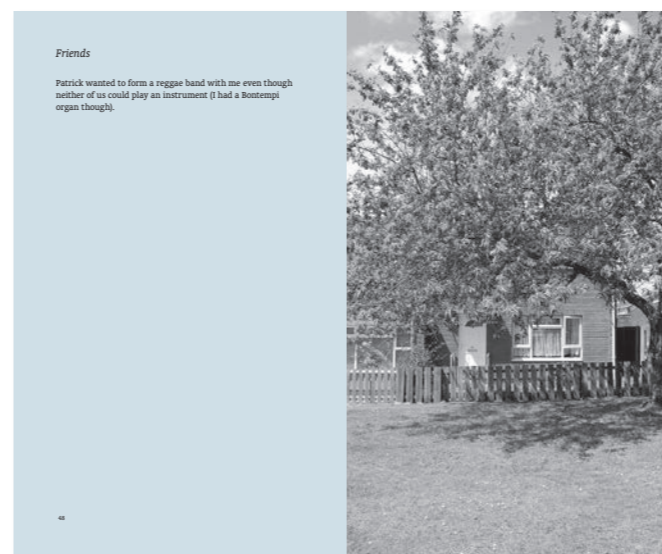 Friends
Patrick wanted to form a reggae band with me even though
neither of us could play an instrument (I had a Bontempi
organ though).
48